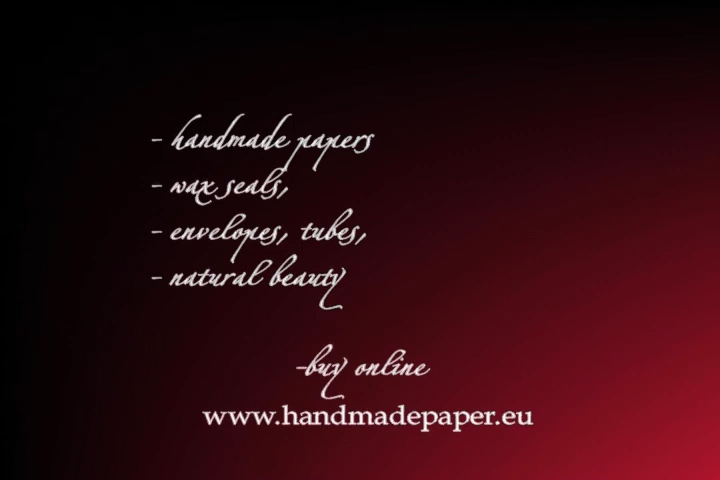 - handmade papers
- wax seals,
- envelopes, tubes,
- natural beauty
-buy online
www.handmadepaper.eu